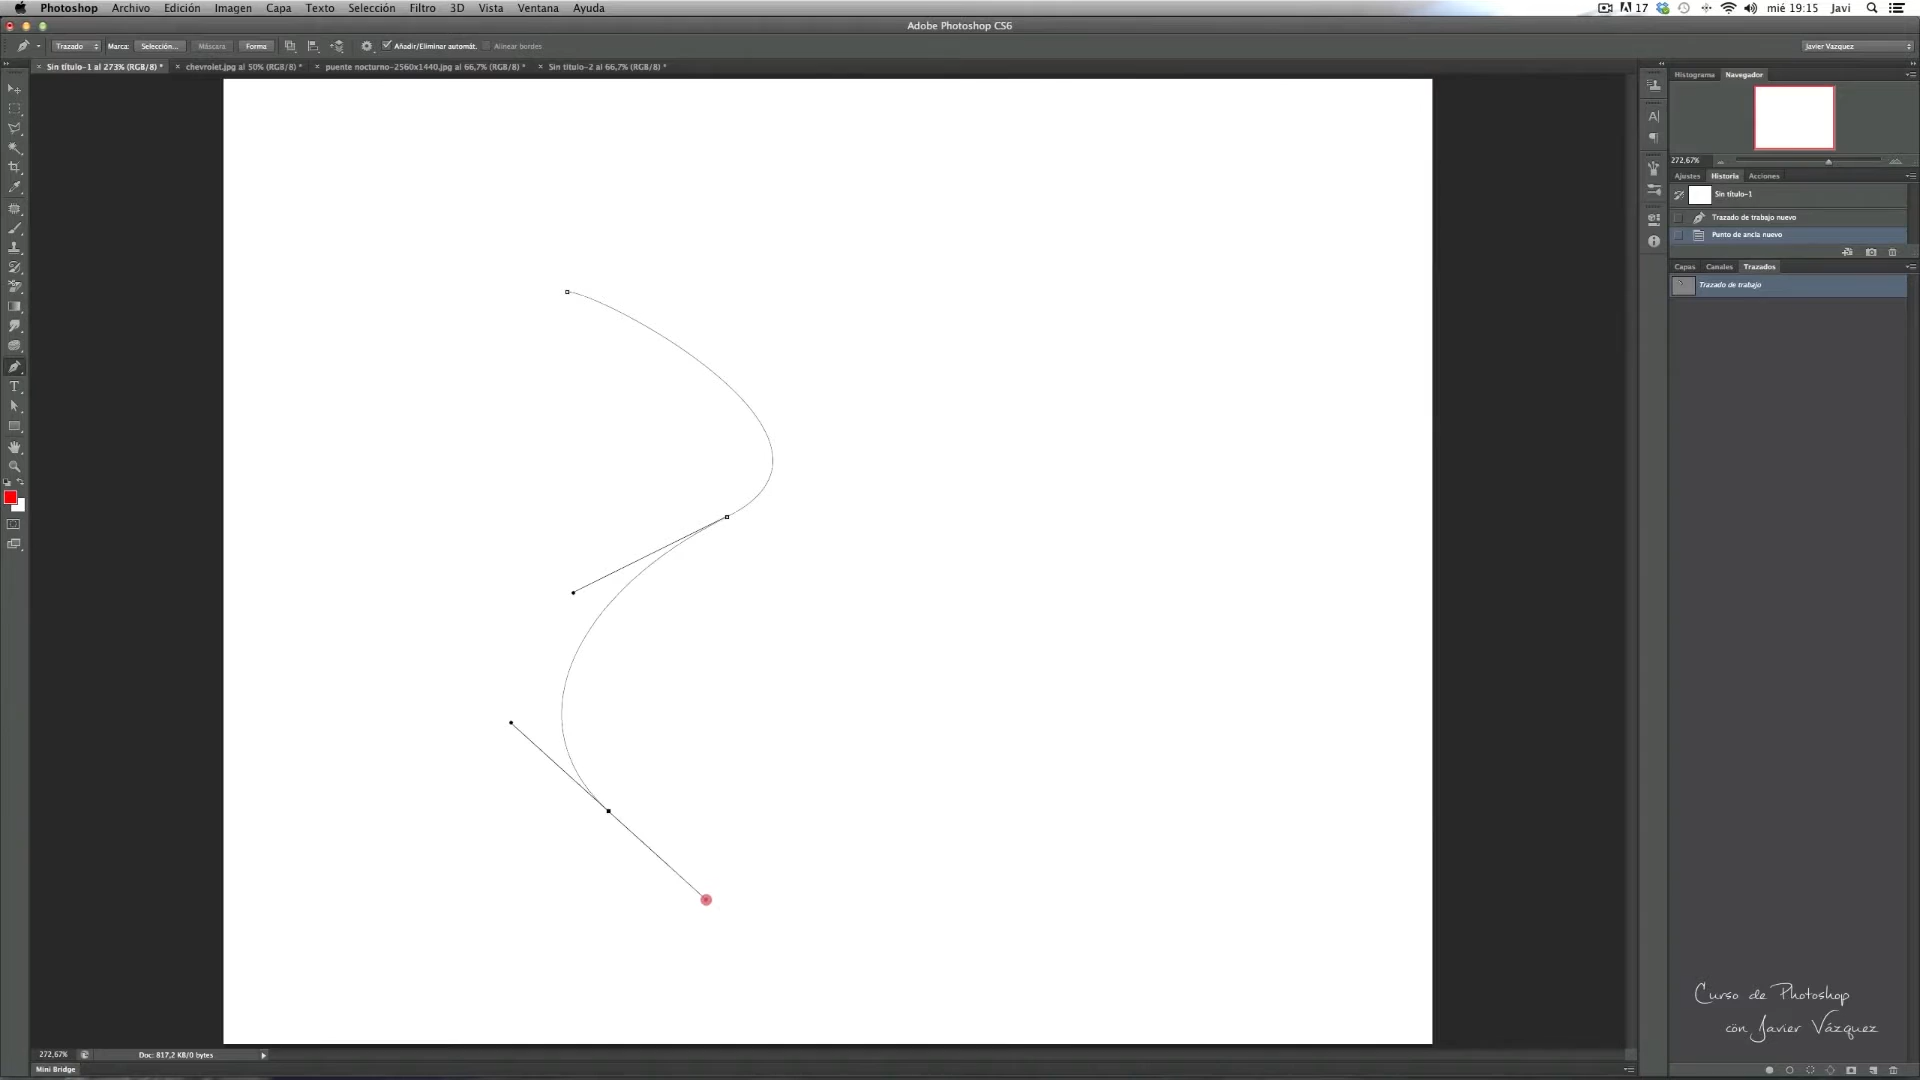 Photoshop Archivo Edición Imagen Capa Texto Selección Filtro 3D Vista Ventana Ayuda 17 mié 19:15 Javi
Adobe Photoshop CS6
Trazado Marca: Selección... Máscara Forma Añadir/Eliminar automát. Alinear bordes Javier Vazquez
× Sin título-1 al 273% (RGB/8) * × chevrolet.jpg al 50% (RGB/8) * × puente nocturno-2560x1440.jpg al 66,7% (RGB/8) * × Sin título-2 al 66,7% (RGB/8) *
Histograma Navegador
272,67%
Ajustes Historia Acciones
Sin título-1
Trazado de trabajo nuevo
Punto de ancla nuevo
Capas Canales Trazados
Trazado de trabajo
Curso de Photoshop
con Javier Vázquez
272,67% Doc: 817,2 KB/0 bytes
Mini Bridge